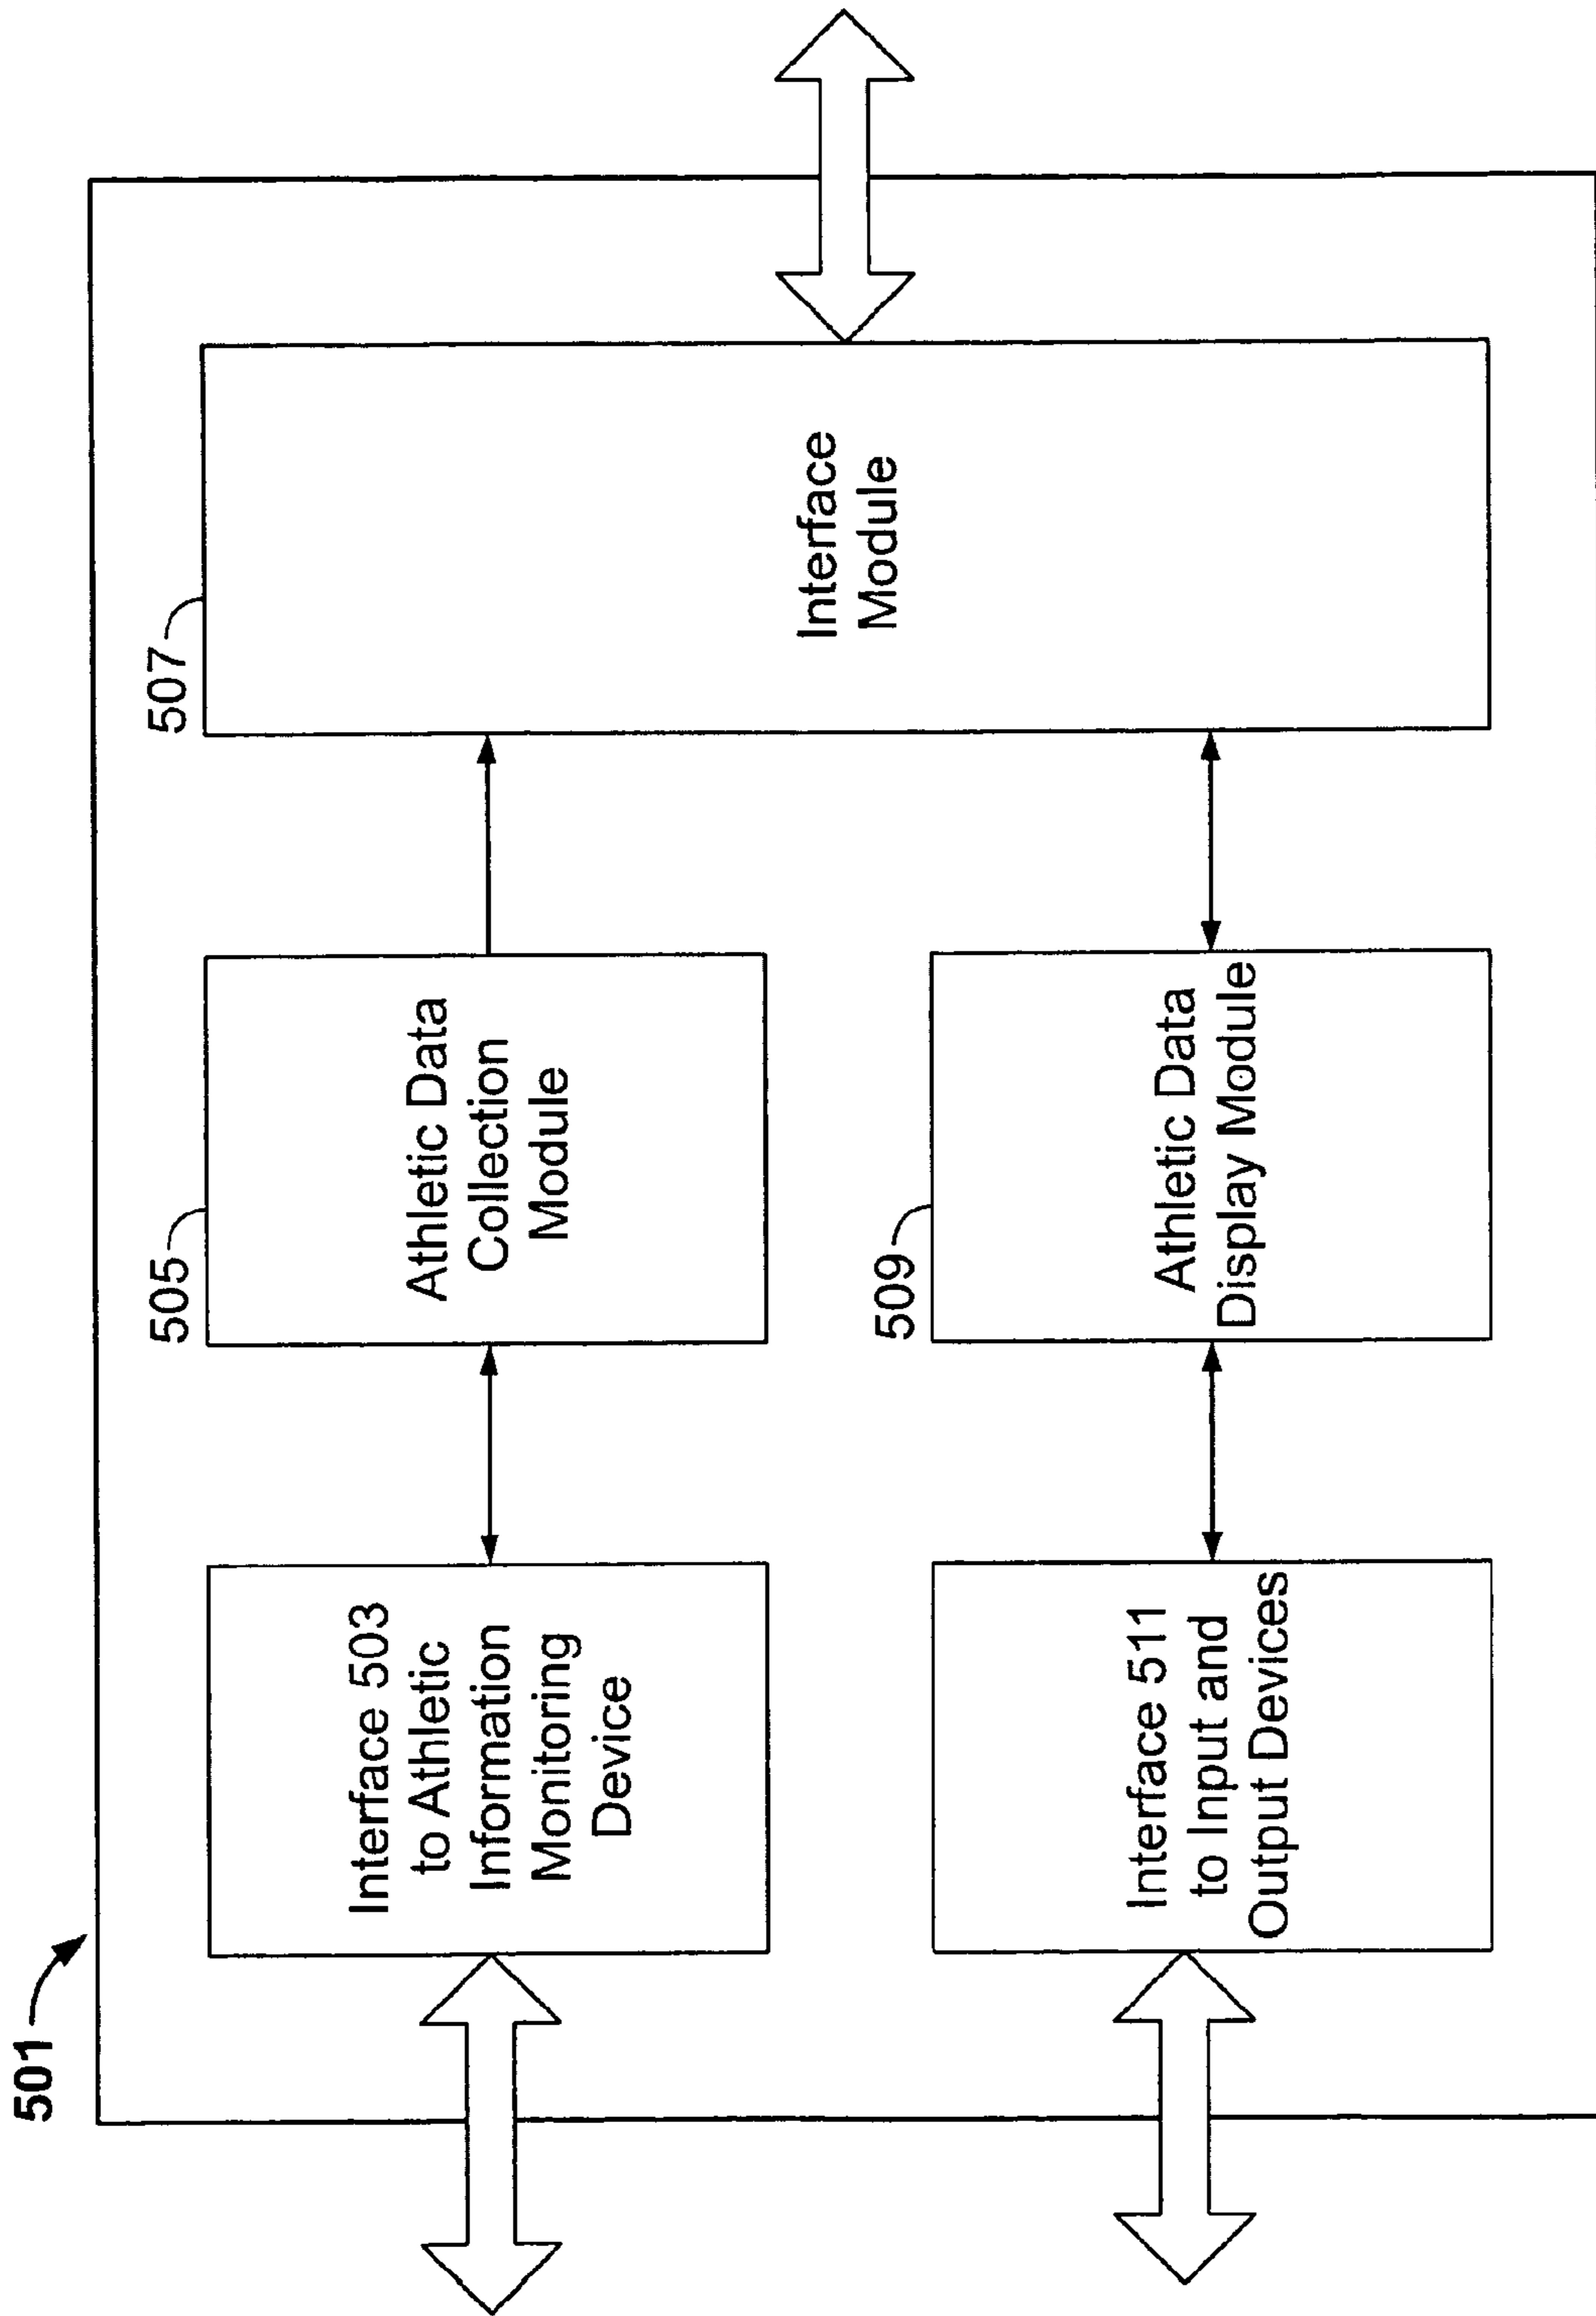 501
Interface 503
to Athletic
Information
Monitoring
Device
505
Athletic Data
Collection
Module
507
Interface
Module
Interface 511
to Input and
Output Devices
509
Athletic Data
Display Module